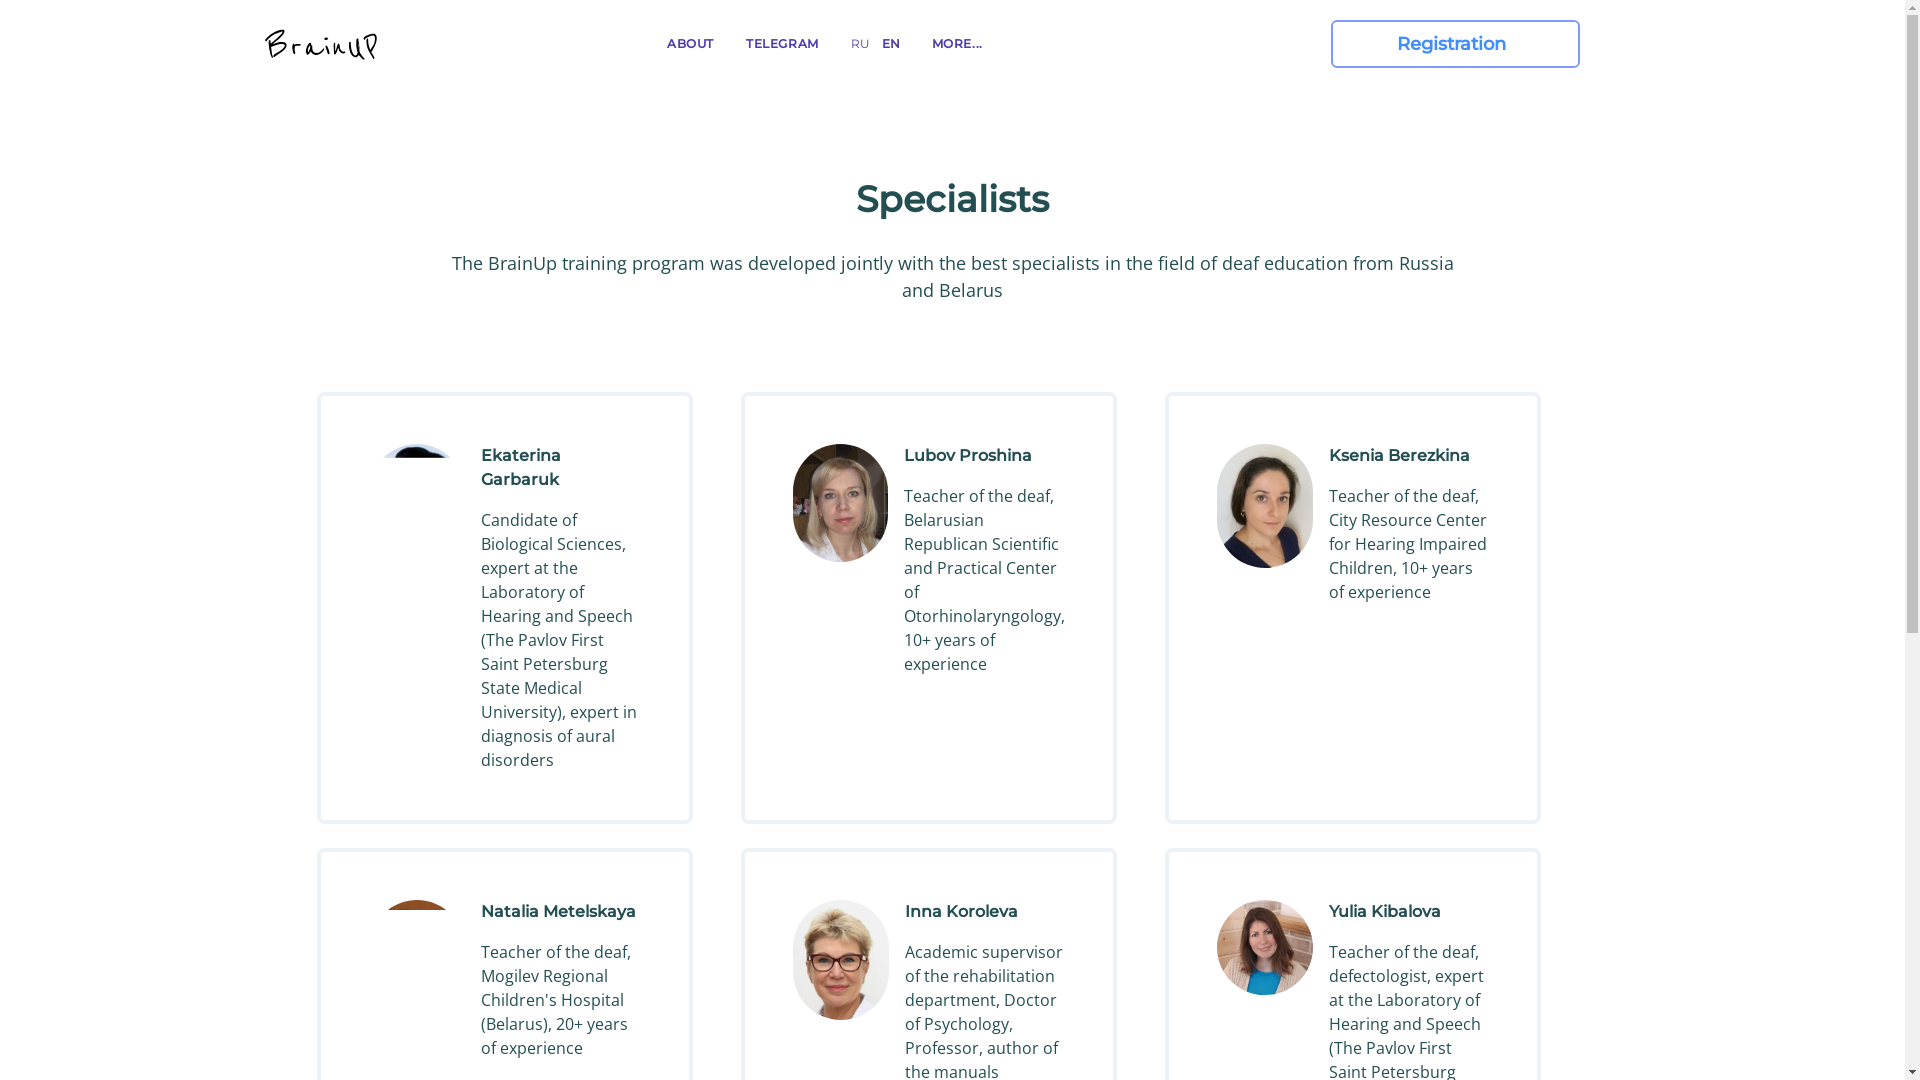 BrainUP
ABOUT
TELEGRAM
RU
EN
MORE...
Registration
Specialists
The BrainUp training program was developed jointly with the best specialists in the field of deaf education from Russia
and Belarus
Ekaterina
Garbaruk
Candidate of
Biological Sciences,
expert at the
Laboratory of
Hearing and Speech
(The Pavlov First
Saint Petersburg
State Medical
University), expert in
diagnosis of aural
disorders
Lubov Proshina
Teacher of the deaf,
Belarusian
Republican Scientific
and Practical Center
of
Otorhinolaryngology,
10+ years of
experience
Ksenia Berezkina
Teacher of the deaf,
City Resource Center
for Hearing Impaired
Children, 10+ years
of experience
Natalia Metelskaya
Teacher of the deaf,
Mogilev Regional
Children's Hospital
(Belarus), 20+ years
of experience
Inna Koroleva
Academic supervisor
of the rehabilitation
department, Doctor
of Psychology,
Professor, author of
the manuals
Yulia Kibalova
Teacher of the deaf,
defectologist, expert
at the Laboratory of
Hearing and Speech
(The Pavlov First
Saint Petersburg